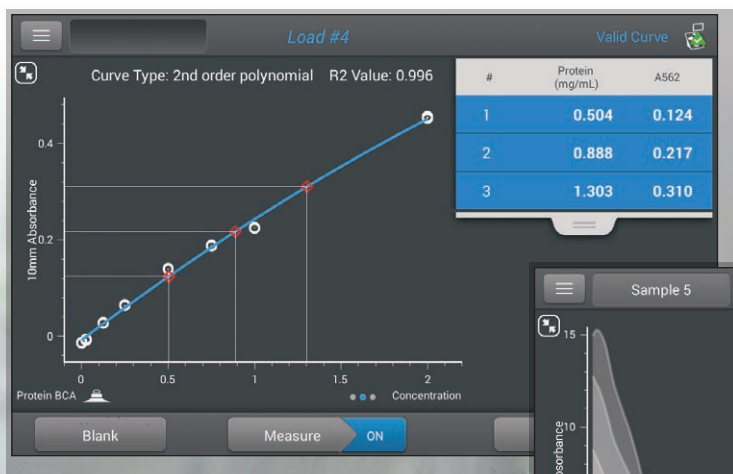 Load #4
Valid Curve
Curve Type: 2nd order polynomial R2 Value: 0.996
# Protein (mg/mL) A562
1 0.504 0.124
2 0.888 0.217
3 1.303 0.310
10mm Absorbance
0.4
0.2
0
0 0.5 1 1.5 2
Protein BCA Concentration
Blank Measure ON
Sample 5
15
10